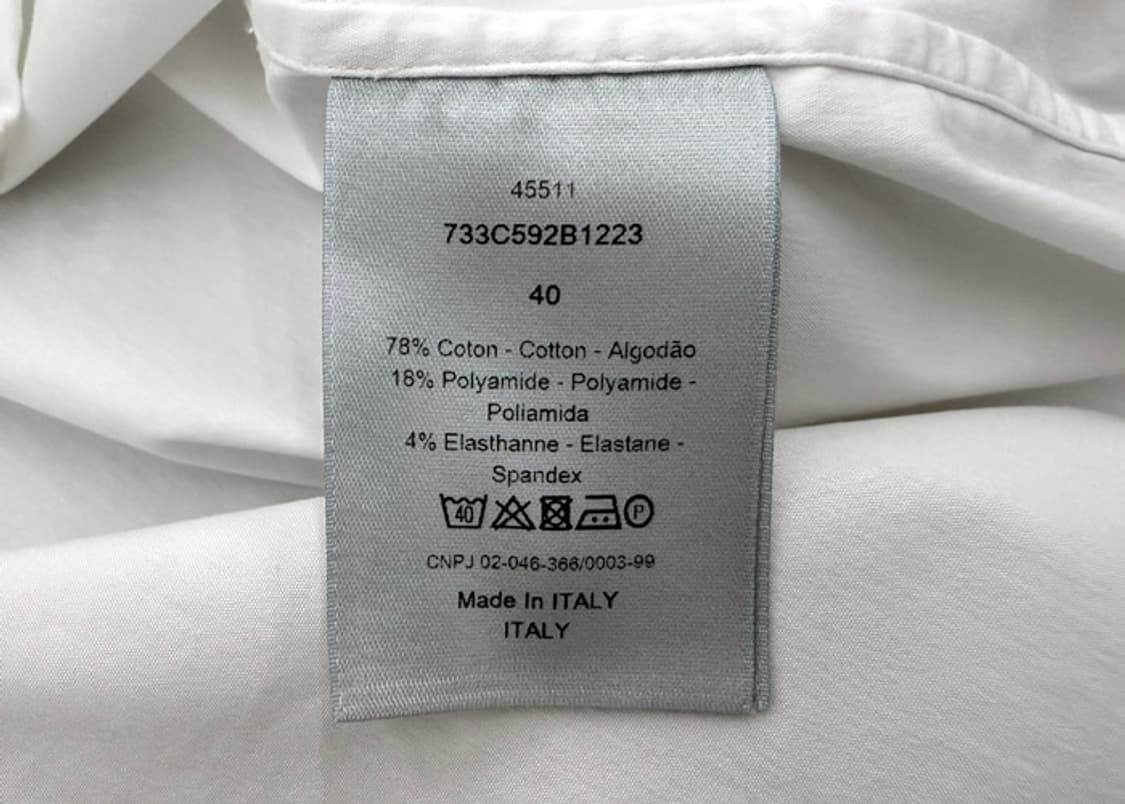 45511
733C592B1223
40
78% Coton - Cotton - Algodão
18% Polyamide - Polyamide -
Poliamida
4% Elasthanne - Elastane -
Spandex
40 P
CNPJ 02-046-366/0003-99
Made In ITALY
ITALY